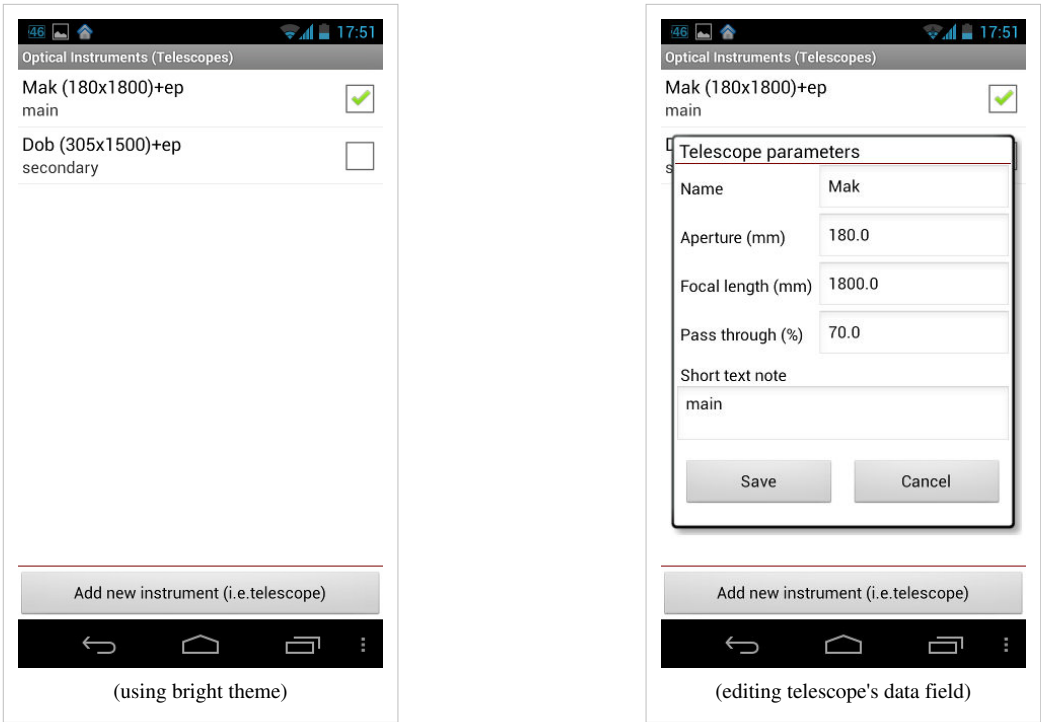 46 17:51
Optical Instruments (Telescopes)
Mak (180x1800)+ep
main
Dob (305x1500)+ep
secondary
Add new instrument (i.e.telescope)
(using bright theme)
46 17:51
Optical Instruments (Telescopes)
Mak (180x1800)+ep
main
Telescope parameters
Name Mak
Aperture (mm) 180.0
Focal length (mm) 1800.0
Pass through (%) 70.0
Short text note
main
Save Cancel
Add new instrument (i.e.telescope)
(editing telescope's data field)